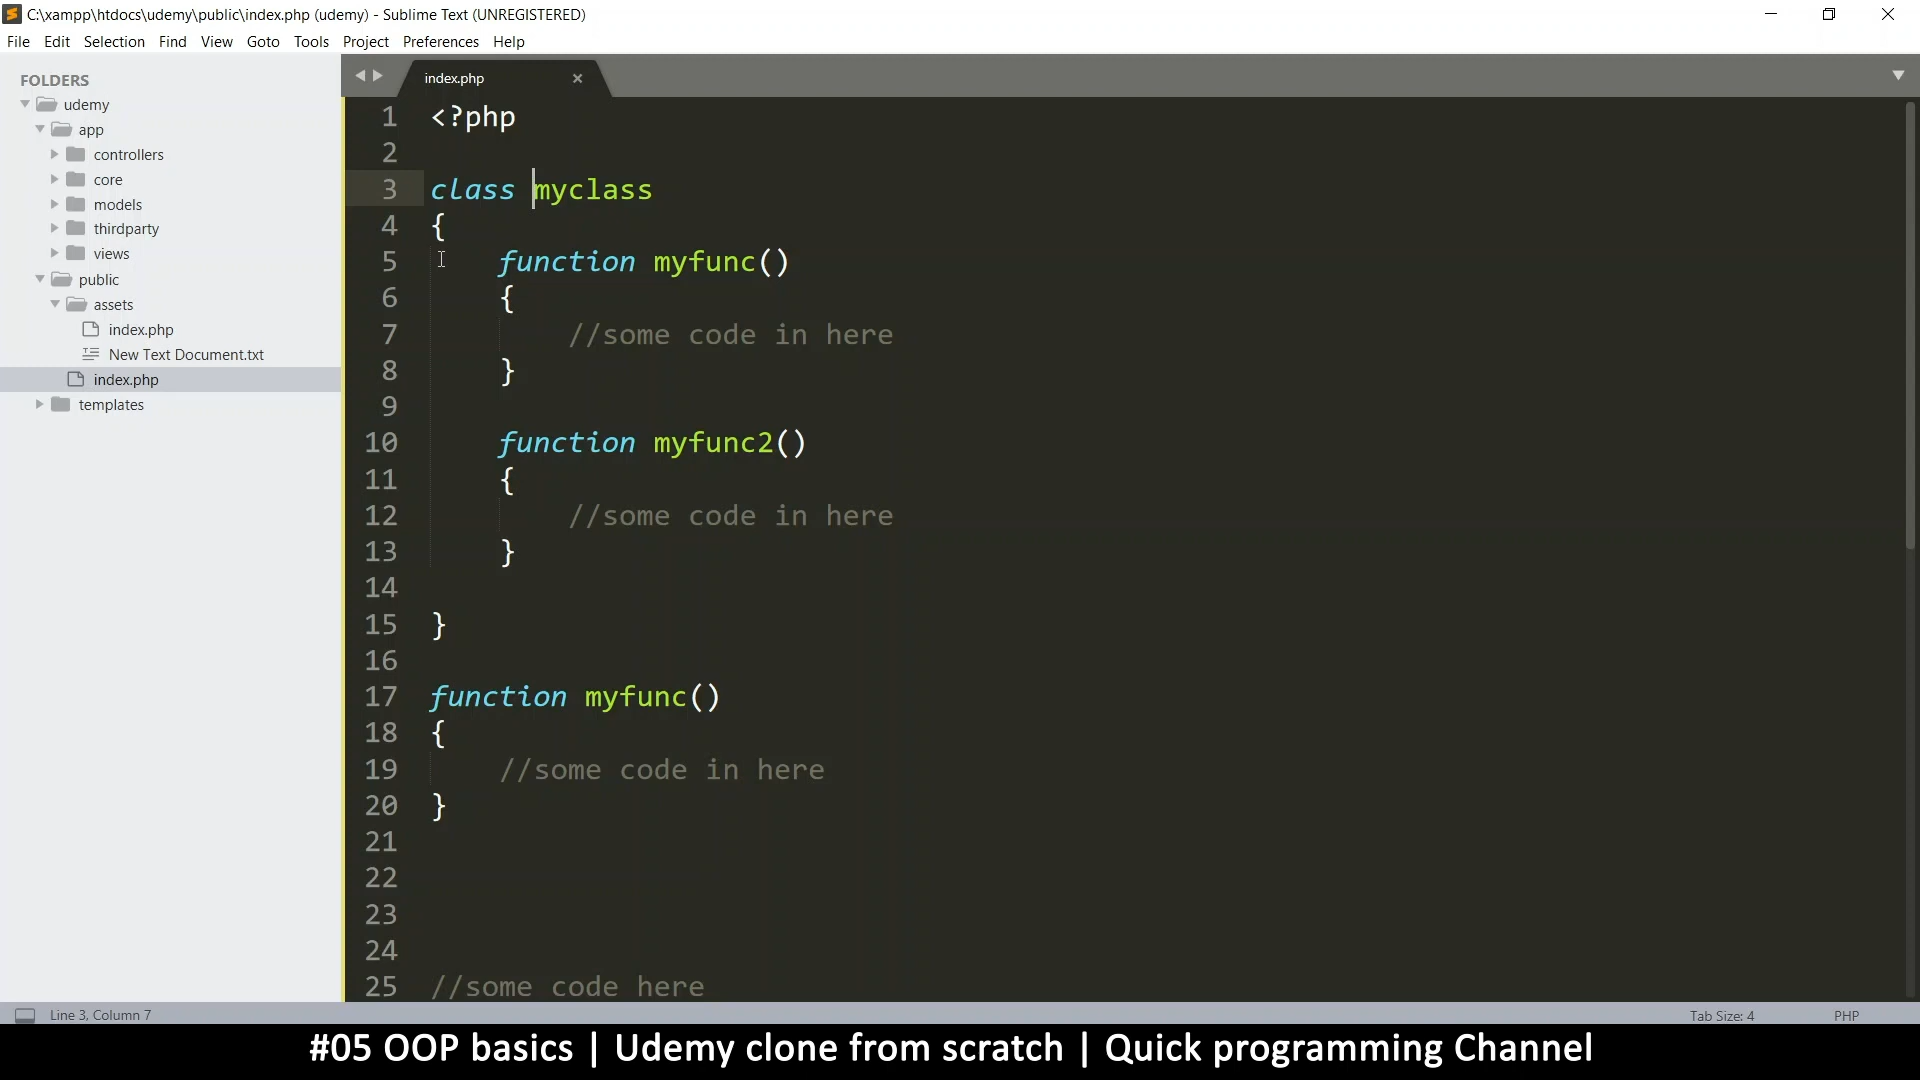 C:\xampp\htdocs\udemy\public\index.php (udemy) - Sublime Text (UNREGISTERED)
File Edit Selection Find View Goto Tools Project Preferences Help
FOLDERS
udemy
app
controllers
core
models
thirdparty
views
public
assets
index.php
New Text Document.txt
index.php
templates
index.php
1 <?php
2
3 class myclass
4 {
5 function myfunc()
6 {
7 //some code in here
8 }
9
10 function myfunc2()
11 {
12 //some code in here
13 }
14
15 }
16
17 function myfunc()
18 {
19 //some code in here
20 }
21
22
23
24
25 //some code here
Line 3, Column 7 Tab Size: 4 PHP
#05 OOP basics | Udemy clone from scratch | Quick programming Channel